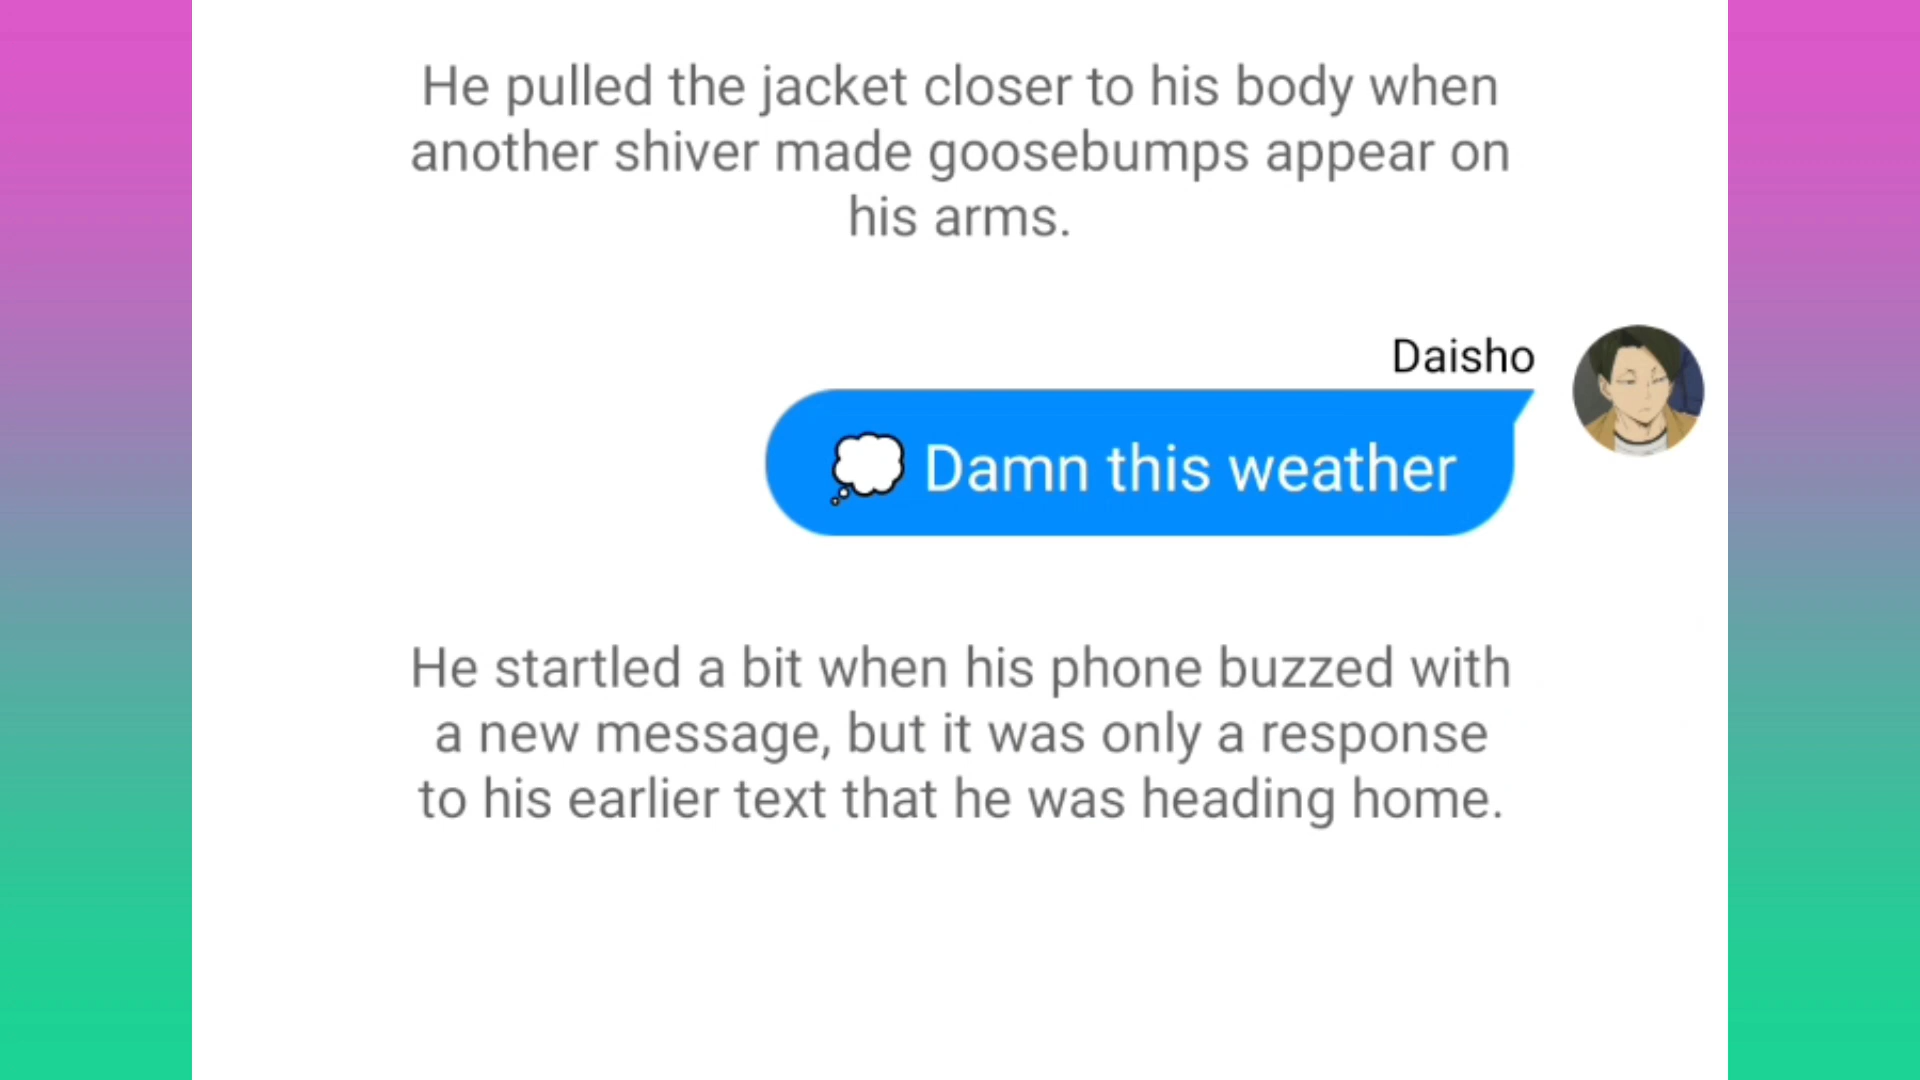 He pulled the jacket closer to his body when
another shiver made goosebumps appear on
his arms.
Daisho
💭 Damn this weather
He startled a bit when his phone buzzed with
a new message, but it was only a response
to his earlier text that he was heading home.